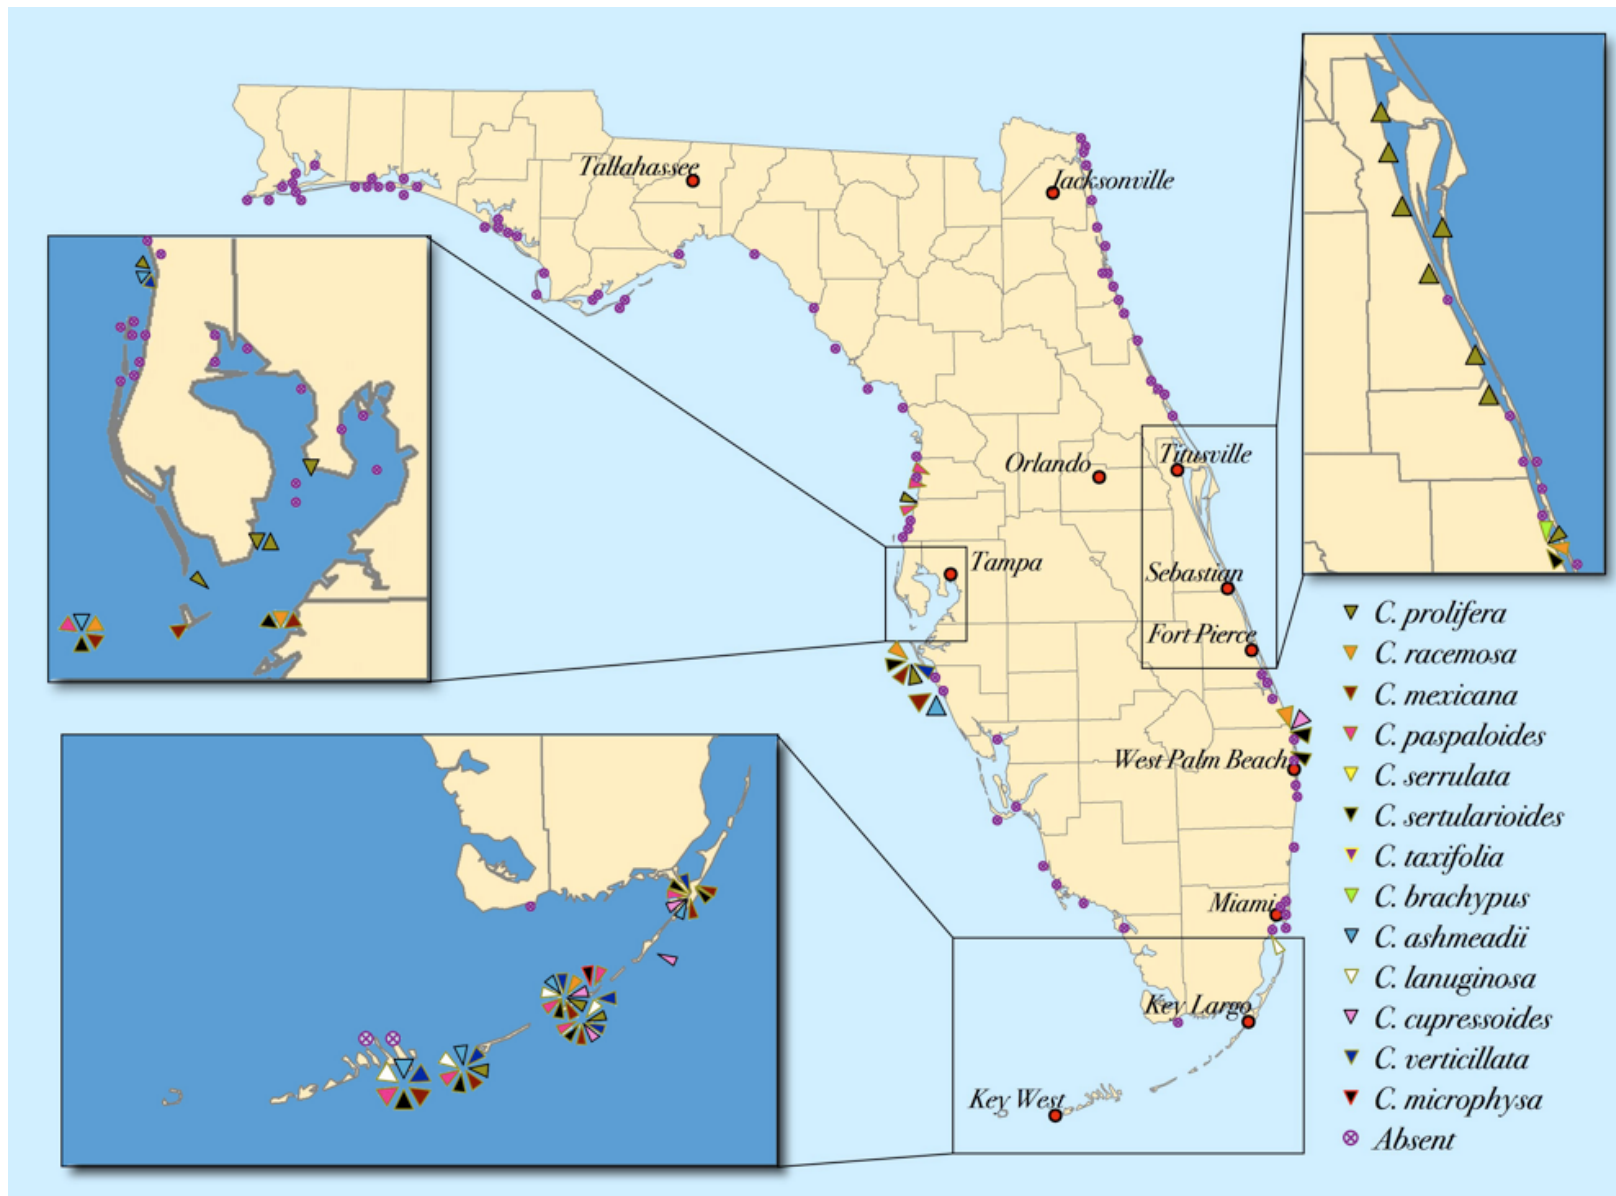 Tallahassee
Jacksonville
Orlando
Titusville
Tampa
Sebastian
Fort Pierce
West Palm Beach
Miami
Key Largo
Key West
C. prolifera
C. racemosa
C. mexicana
C. paspaloides
C. serrulata
C. sertularioides
C. taxifolia
C. brachypus
C. ashmeadii
C. lanuginosa
C. cupressoides
C. verticillata
C. microphysa
Absent